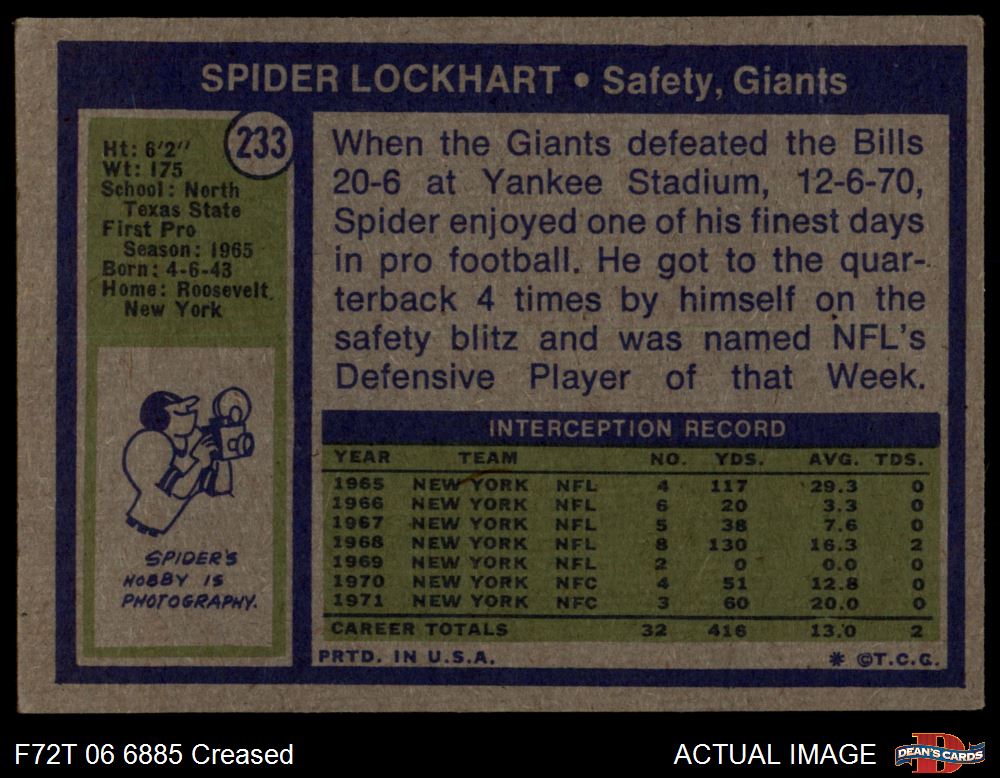 SPIDER LOCKHART • Safety, Giants
233
Ht: 6'2"
Wt: 175
School: North
Texas State
First Pro
Season: 1965
Born: 4-6-43
Home: Roosevelt,
New York
SPIDER'S
HOBBY IS
PHOTOGRAPHY.
When the Giants defeated the Bills
20-6 at Yankee Stadium, 12-6-70,
Spider enjoyed one of his finest days
in pro football. He got to the quar-
terback 4 times by himself on the
safety blitz and was named NFL's
Defensive Player of that Week.
INTERCEPTION RECORD
YEAR TEAM NO. YDS. AVG. TDS.
1965 NEW YORK NFL 4 117 29.3 0
1966 NEW YORK NFL 6 20 3.3 0
1967 NEW YORK NFL 5 38 7.6 0
1968 NEW YORK NFL 8 130 16.3 2
1969 NEW YORK NFL 2 0 0.0 0
1970 NEW YORK NFC 4 51 12.8 0
1971 NEW YORK NFC 3 60 20.0 0
CAREER TOTALS 32 416 13.0 2
PRTD. IN U.S.A. * ©T.C.G.
F72T 06 6885 Creased ACTUAL IMAGE
DEAN'S CARDS